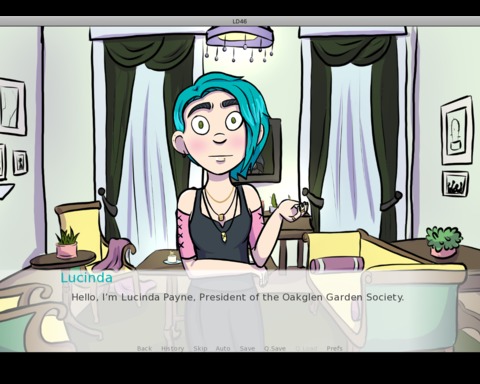 LD46
Lucinda
Hello, I'm Lucinda Payne, President of the Oakglen Garden Society.
Back History Skip Auto Save Q.Save Q.Load Prefs